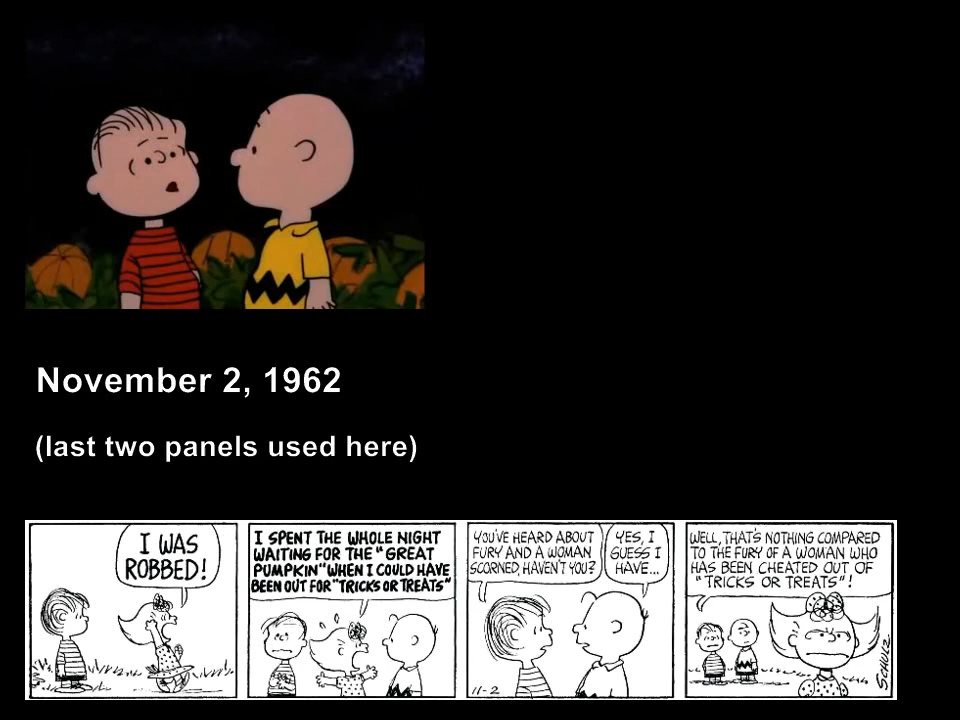 November 2, 1962
(last two panels used here)
I WAS
ROBBED!
I SPENT THE WHOLE NIGHT
WAITING FOR THE "GREAT
PUMPKIN" WHEN I COULD HAVE
BEEN OUT FOR "TRICKS OR TREATS"
YOU'VE HEARD ABOUT
FURY AND A WOMAN
SCORNED, HAVEN'T YOU?
YES, I
GUESS I
HAVE...
11-2
WELL, THAT'S NOTHING COMPARED
TO THE FURY OF A WOMAN WHO
HAS BEEN CHEATED OUT OF
"TRICKS OR TREATS"!
SCHULZ